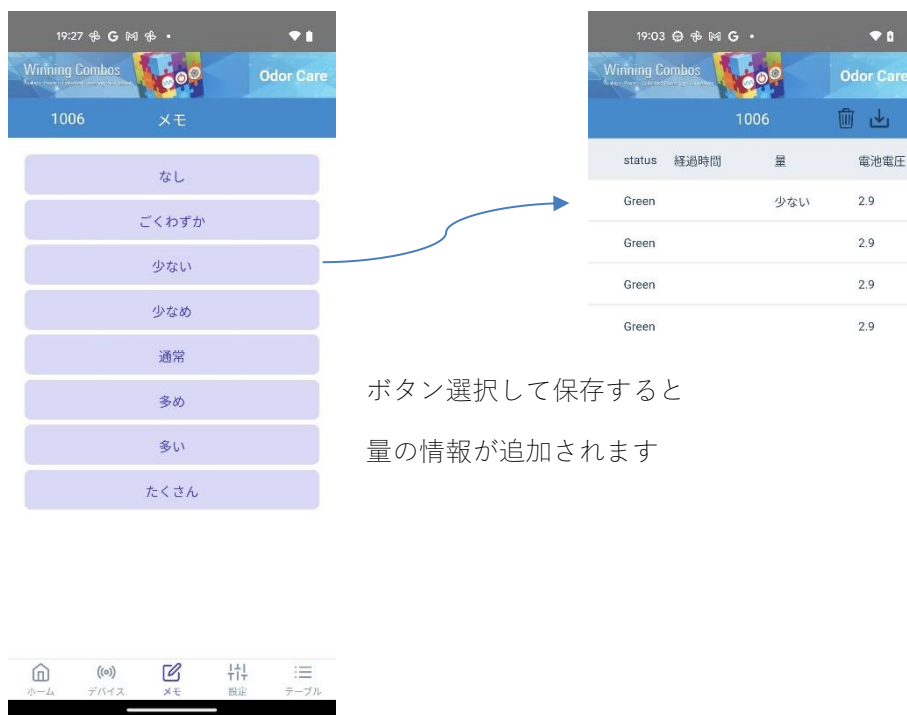 19:27 G M
Winning Combos
Odor Care
1006 メモ
なし
ごくわずか
少ない
少なめ
通常
多め
多い
たくさん
ホーム デバイス メモ 設定 テーブル
19:03 M G
Winning Combos
Odor Care
1006
status 経過時間 量 電池電圧
Green 少ない 2.9
Green 2.9
Green 2.9
Green 2.9
ボタン選択して保存すると
量の情報が追加されます